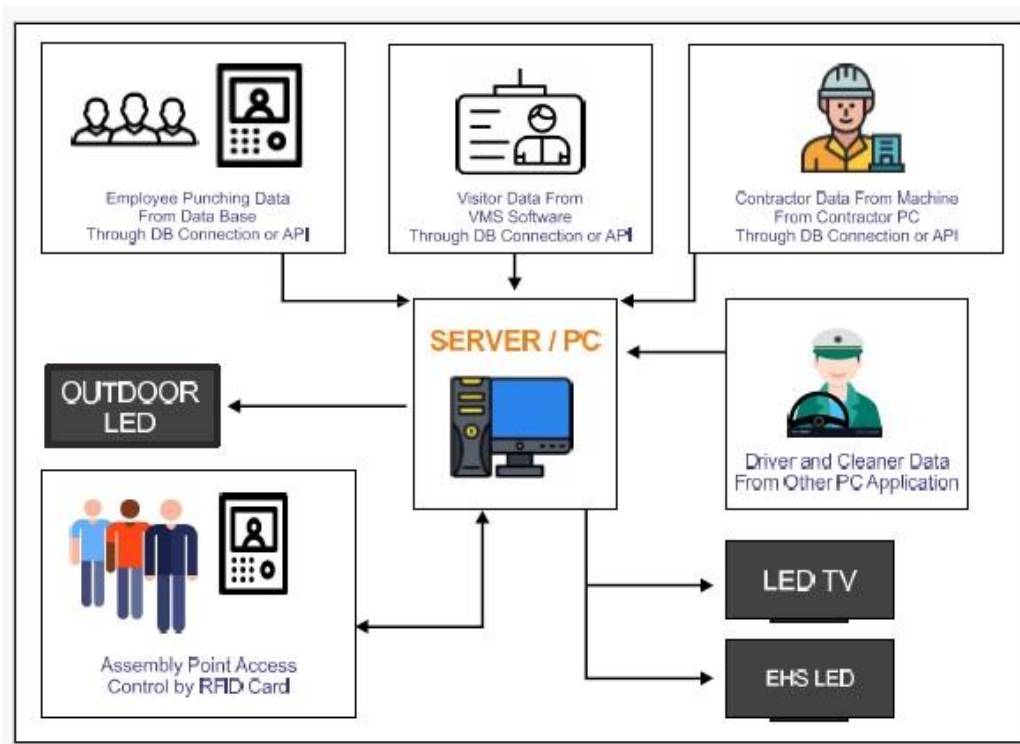 Employee Punching Data
From Data Base
Through DB Connection or API
Visitor Data From
VMS Software
Through DB Connection or API
Contractor Data From Machine
From Contractor PC
Through DB Connection or API
SERVER / PC
OUTDOOR
LED
Driver and Cleaner Data
From Other PC Application
Assembly Point Access
Control by RFID Card
LED TV
EHS LED